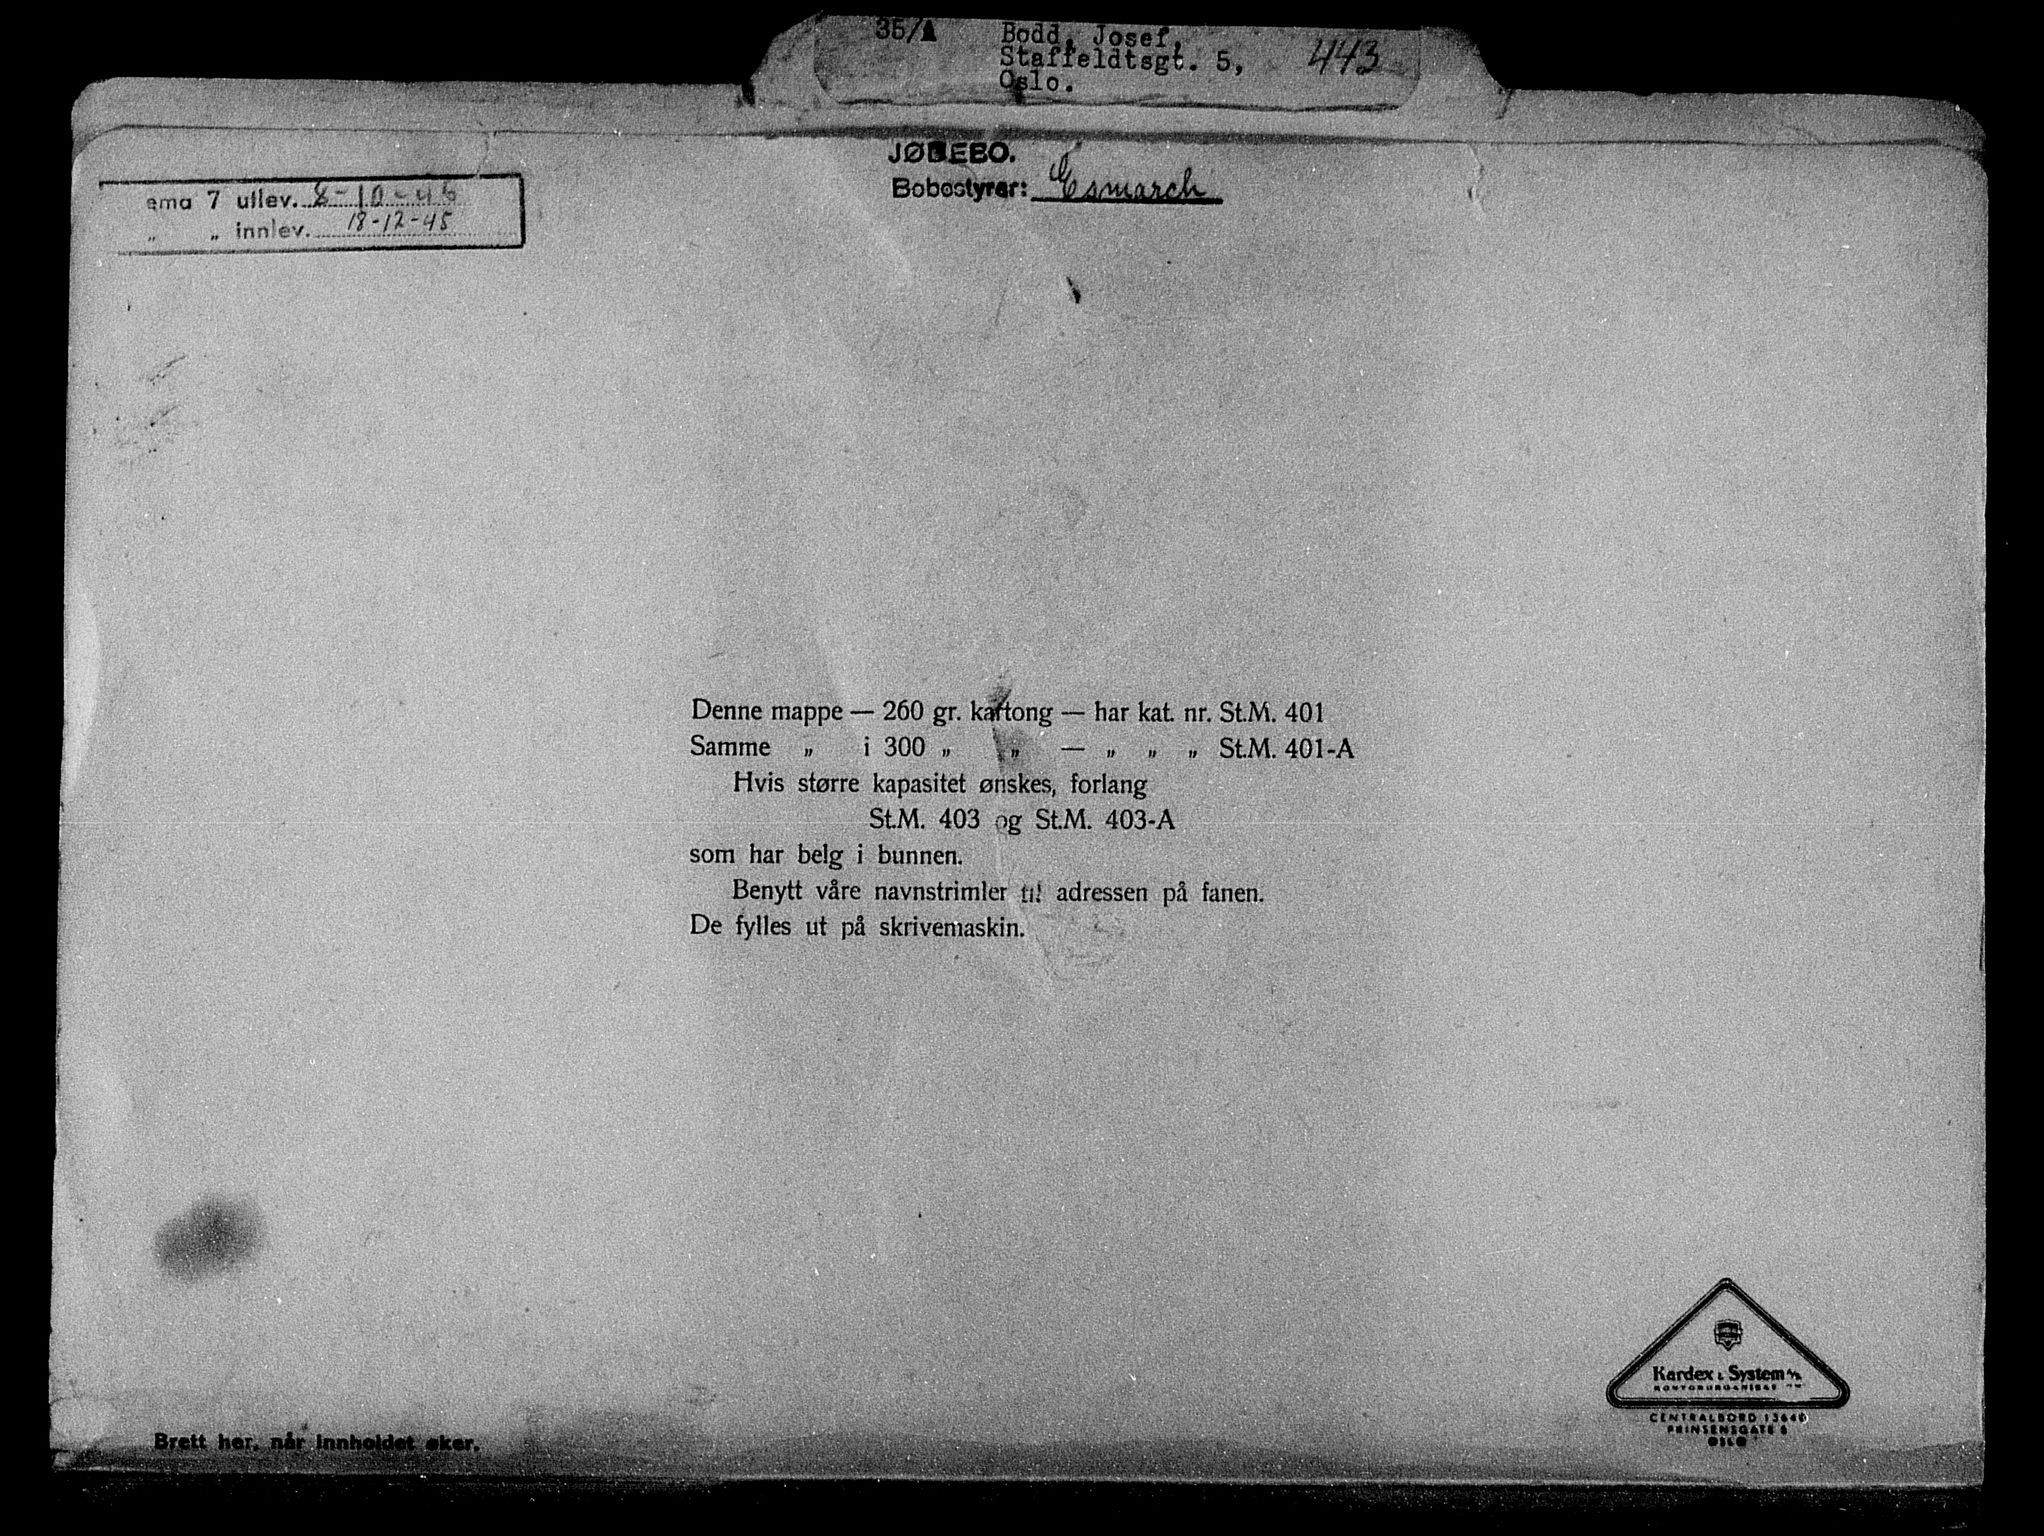 35/A Bodd, Josef, 443
Staffeldtsgt. 5,
Oslo.
JØDEBO.
Bobestyrer: Esmarch
ema 7 utlev. 8-10-45
„ „ innlev. 18-12-45
Denne mappe — 260 gr. kartong — har kat. nr. St.M. 401
Samme „ i 300 „ „ — „ „ „ St.M. 401-A
Hvis større kapasitet ønskes, forlang
St.M. 403 og St.M. 403-A
som har belg i bunnen.
Benytt våre navnstrimler til adressen på fanen.
De fylles ut på skrivemaskin.
Kardex & System A/S
CENTRALBORD 13640
PRINSENSGATE 8
OSLO
Brett her, når innholdet øker.